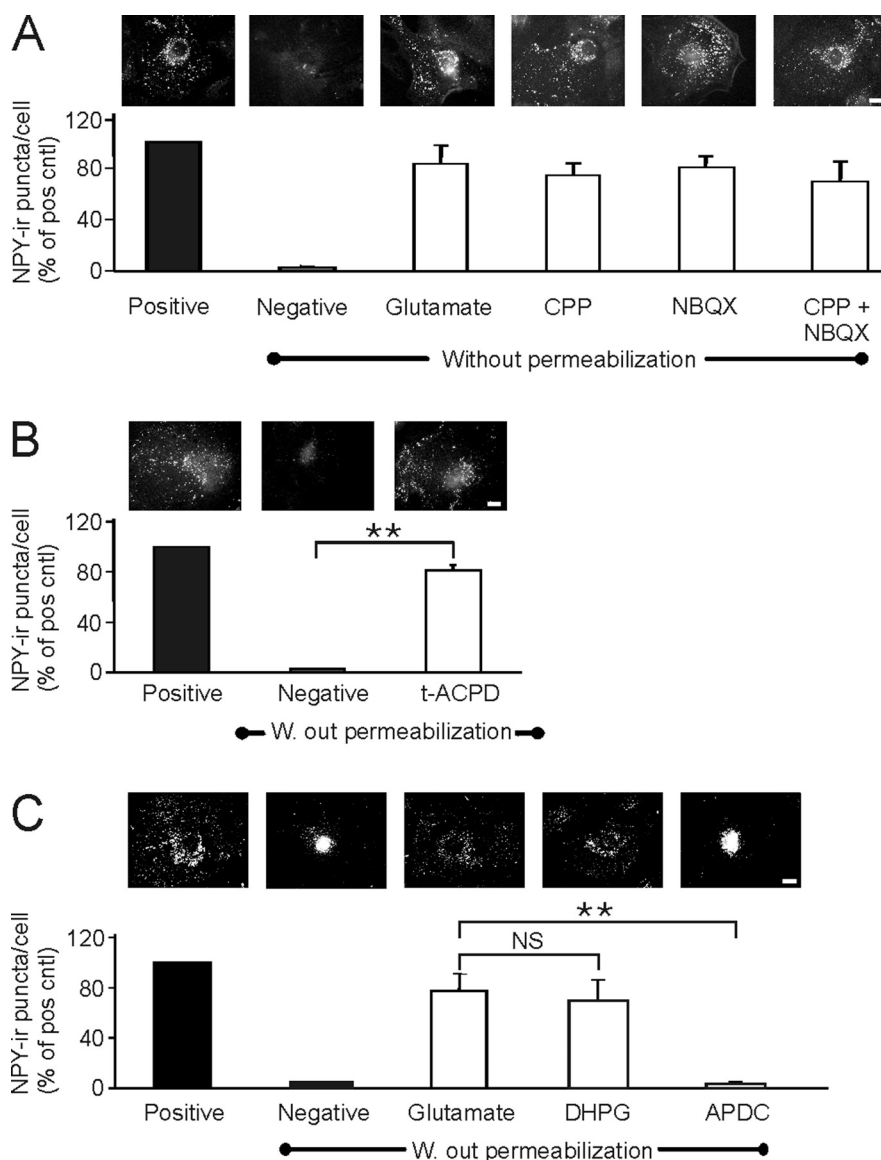 A
NPY-ir puncta/cell
(% of pos cntl)
120
80
40
0
Positive Negative Glutamate CPP NBQX CPP +
NBQX
Without permeabilization
B
NPY-ir puncta/cell
(% of pos cntl)
120
80
40
0
**
Positive Negative t-ACPD
W. out permeabilization
C
NPY-ir puncta/cell
(% of pos cntl)
120
80
40
0
**
NS
Positive Negative Glutamate DHPG APDC
W. out permeabilization